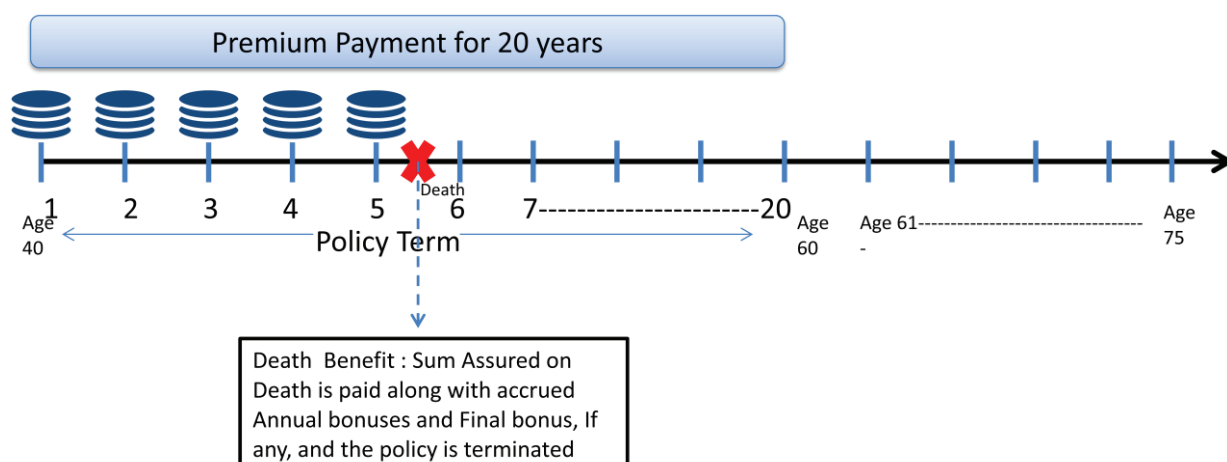 Premium Payment for 20 years
Death
1 2 3 4 5 6 7--------------------------20
Age
40
Policy Term
Age
60
Age 61----------------------------
-
Age
75
Death Benefit : Sum Assured on
Death is paid along with accrued
Annual bonuses and Final bonus, If
any, and the policy is terminated